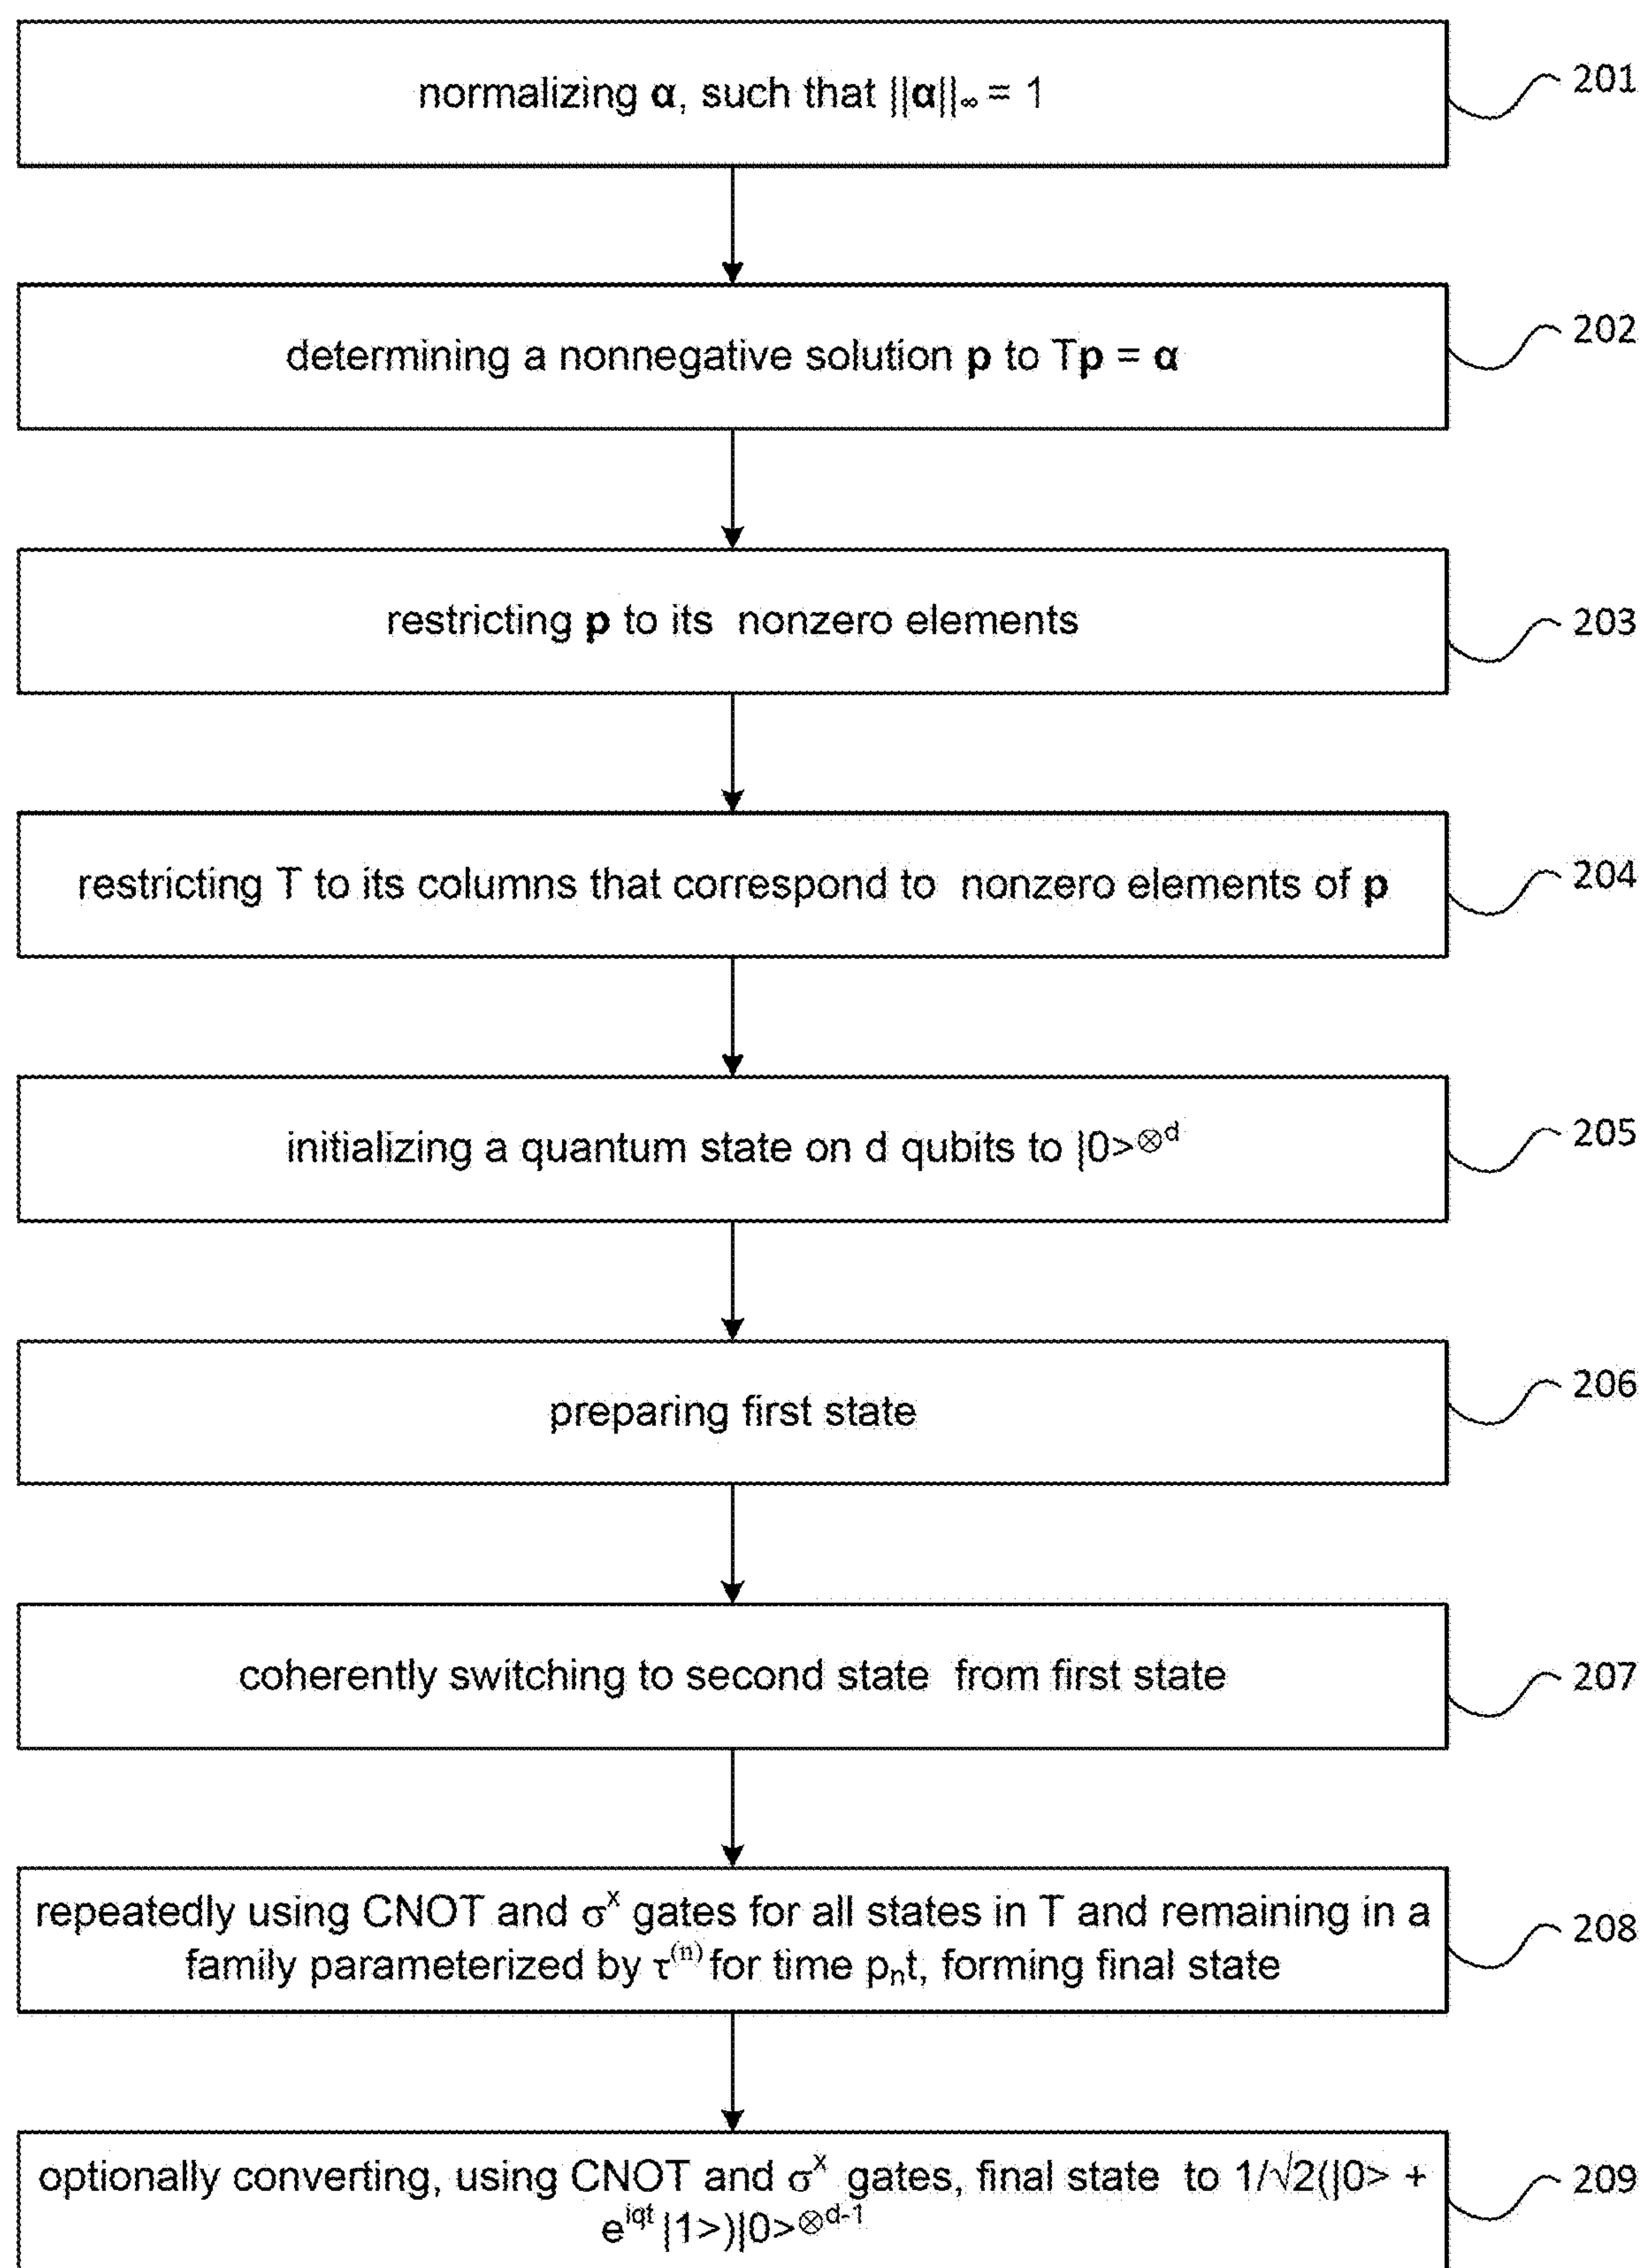 normalizing α, such that ||α||∞ = 1
201
determining a nonnegative solution p to Tp = α
202
restricting p to its nonzero elements
203
restricting T to its columns that correspond to nonzero elements of p
204
initializing a quantum state on d qubits to |0>⊗d
205
preparing first state
206
coherently switching to second state from first state
207
repeatedly using CNOT and σx gates for all states in T and remaining in a
family parameterized by τ(n) for time pnt, forming final state
208
optionally converting, using CNOT and σx gates, final state to 1/√2(|0> +
eiqt |1>)|0>⊗d-1
209